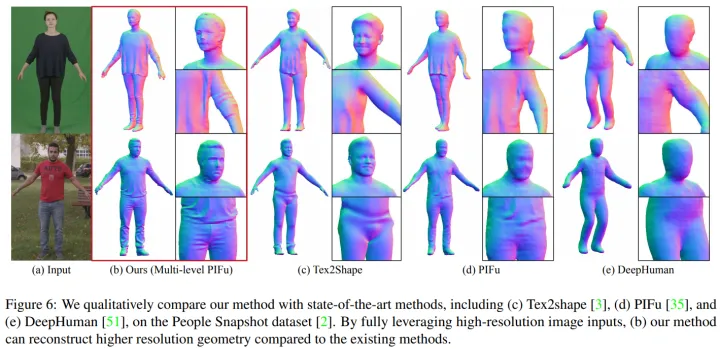 (a) Input
(b) Ours (Multi-level PIFu)
(c) Tex2Shape
(d) PIFu
(e) DeepHuman
Figure 6: We qualitatively compare our method with state-of-the-art methods, including (c) Tex2shape [3], (d) PIFu [35], and
(e) DeepHuman [51], on the People Snapshot dataset [2]. By fully leveraging high-resolution image inputs, (b) our method
can reconstruct higher resolution geometry compared to the existing methods.